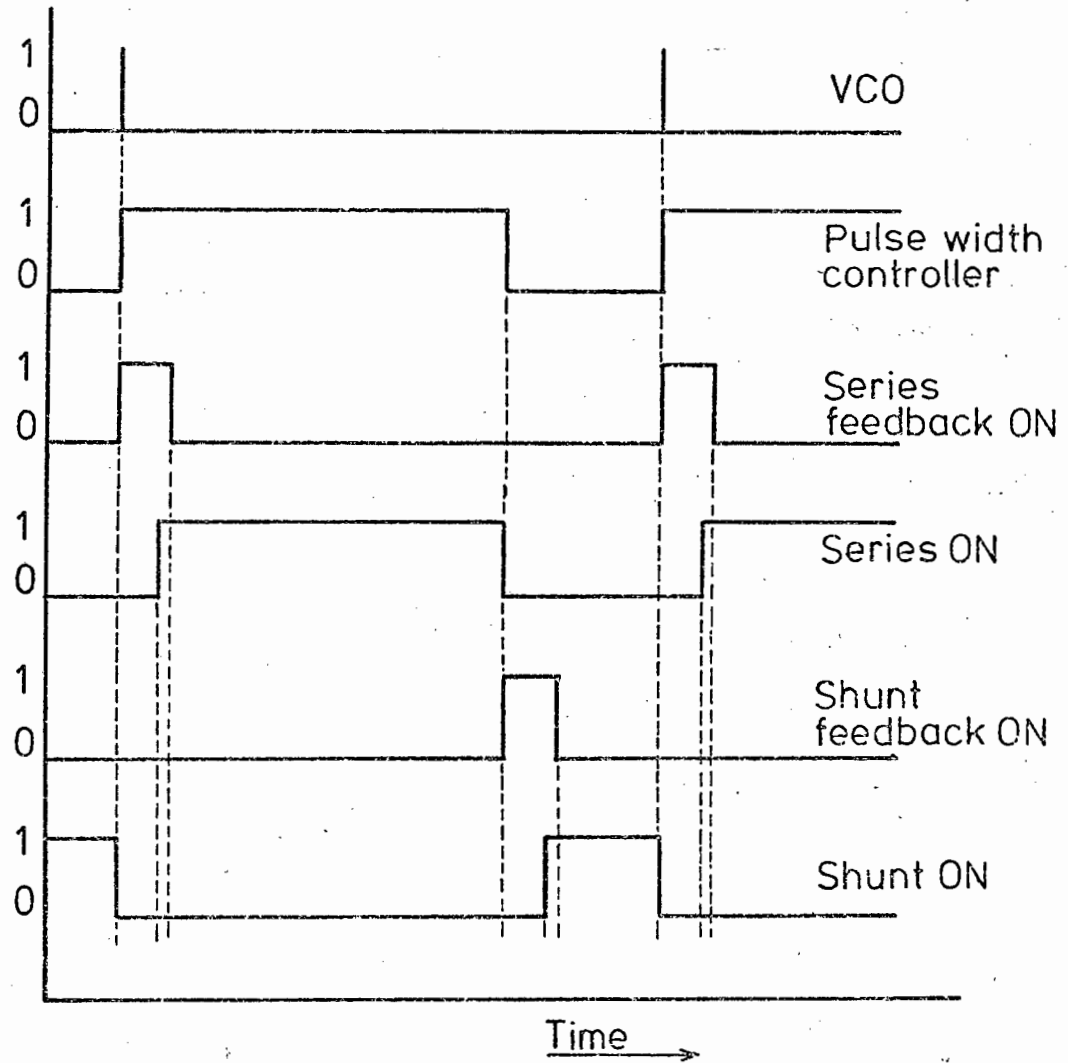 1
0
VCO
1
0
Pulse width
controller
1
0
Series
feedback ON
1
0
Series ON
1
0
Shunt
feedback ON
1
0
Shunt ON
Time